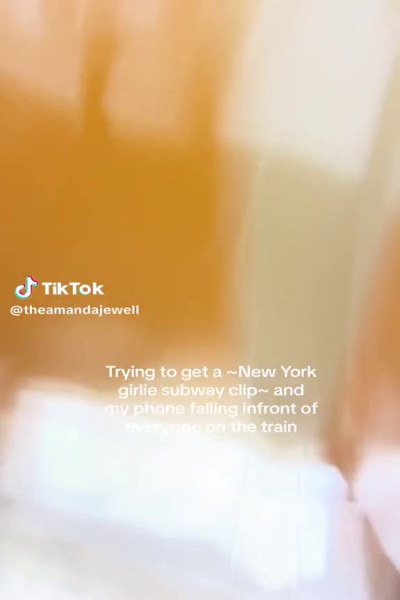 TikTok
@theamandajewell
Trying to get a ~New York
girlie subway clip~ and
my phone falling infront of
everyone on the train